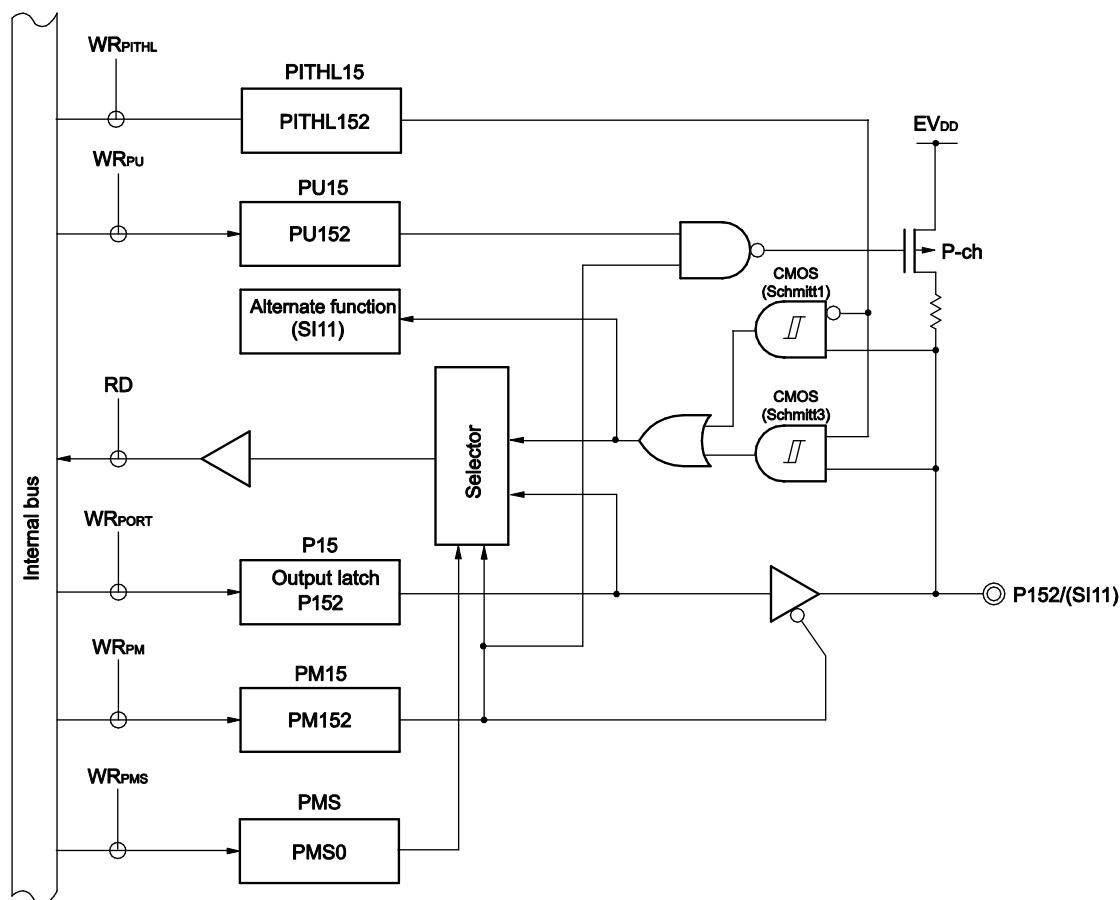 WRPITHL
PITHL15
PITHL152
EVDD
WRPU
PU15
PU152
P-ch
CMOS
(Schmitt1)
Alternate function
(SI11)
RD
CMOS
(Schmitt3)
Selector
Internal bus
WRPORT
P15
Output latch
P152
P152/(SI11)
WRPM
PM15
PM152
WRPMS
PMS
PMS0